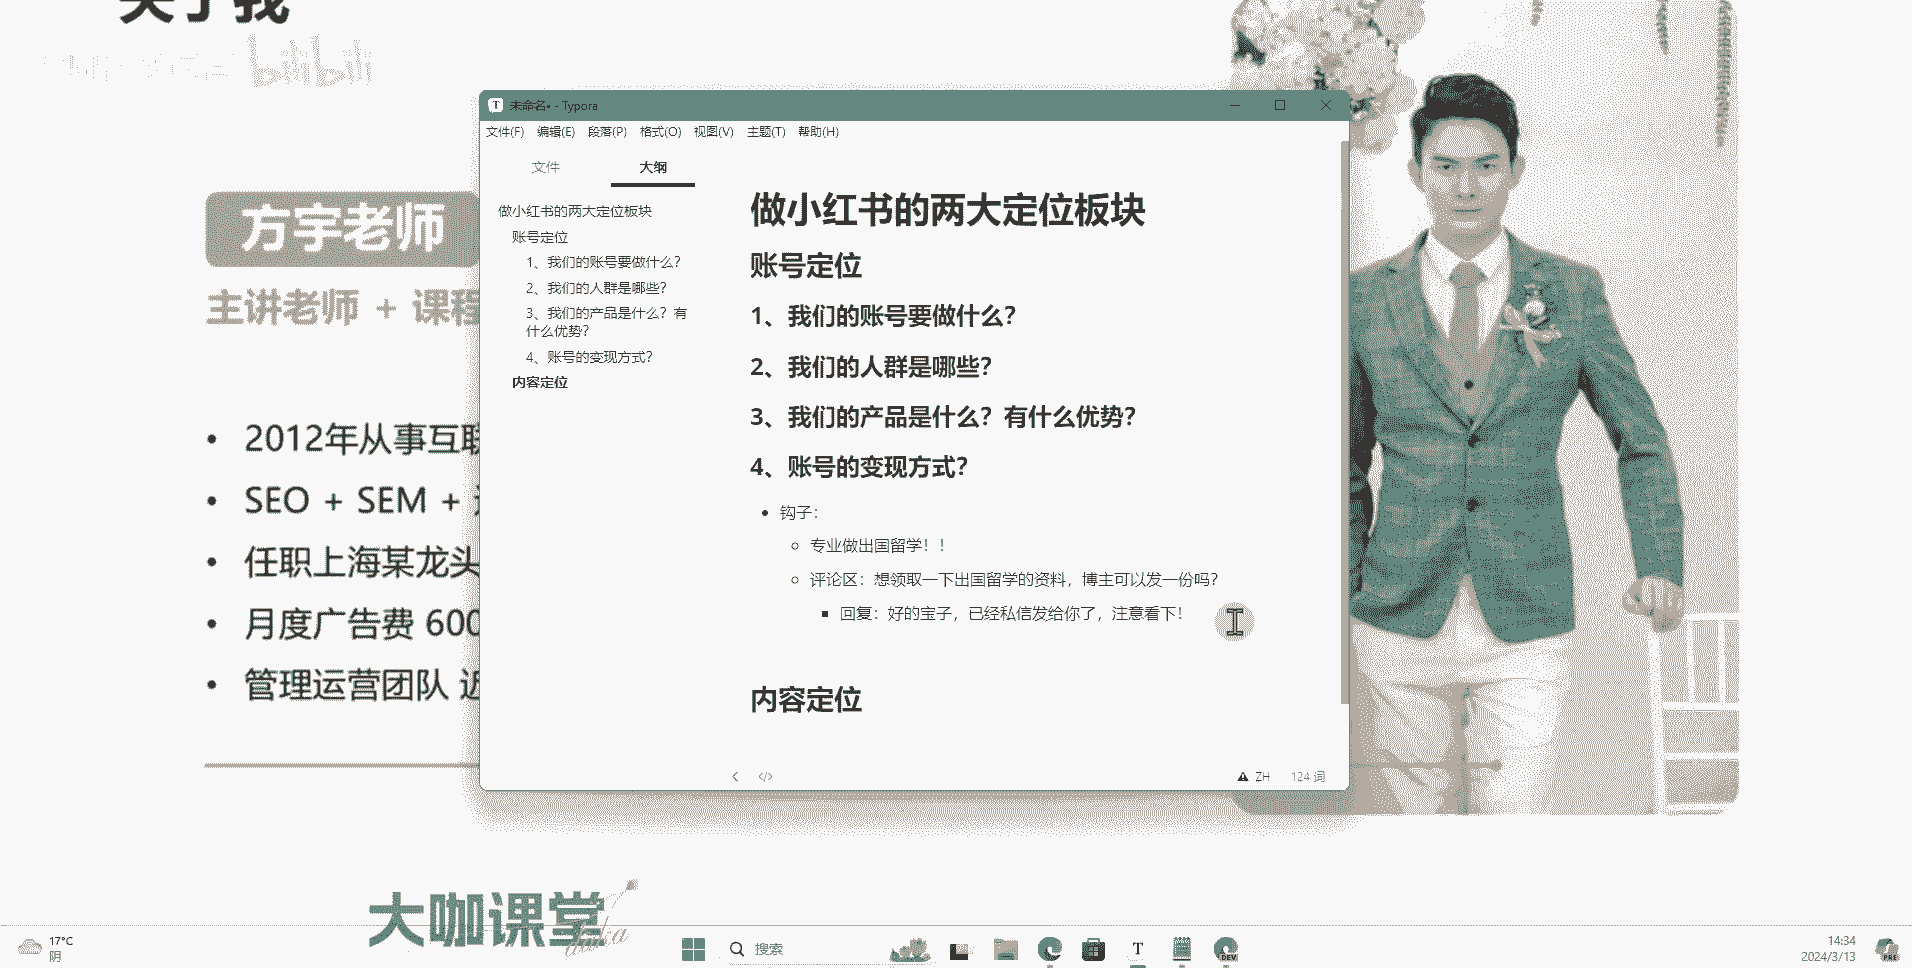 关于我
bilibili
方宇老师
主讲老师 + 课程
2012年从事互联
SEO + SEM +
任职上海某龙头
月度广告费 600
管理运营团队 近
未命名• - Typora
文件(F) 编辑(E) 段落(P) 格式(O) 视图(V) 主题(T) 帮助(H)
文件 大纲
做小红书的两大定位板块
账号定位
1、我们的账号要做什么？
2、我们的人群是哪些？
3、我们的产品是什么？有
什么优势？
4、账号的变现方式？
内容定位
做小红书的两大定位板块
账号定位
1、我们的账号要做什么？
2、我们的人群是哪些？
3、我们的产品是什么？有什么优势？
4、账号的变现方式？
钩子：
专业做出国留学！！
评论区：想领取一下出国留学的资料，博主可以发一份吗？
回复：好的宝子，已经私信发给你了，注意看下！
内容定位
ZH 124 词
大咖课堂
daka
17°C
阴
搜索
T
DEV
14:34
2024/3/13
PRE